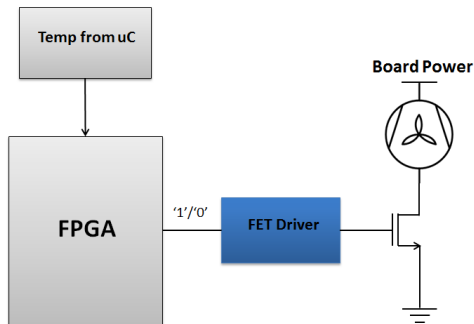 Temp from uC
Board Power
FPGA
‘1’/‘0’
FET Driver